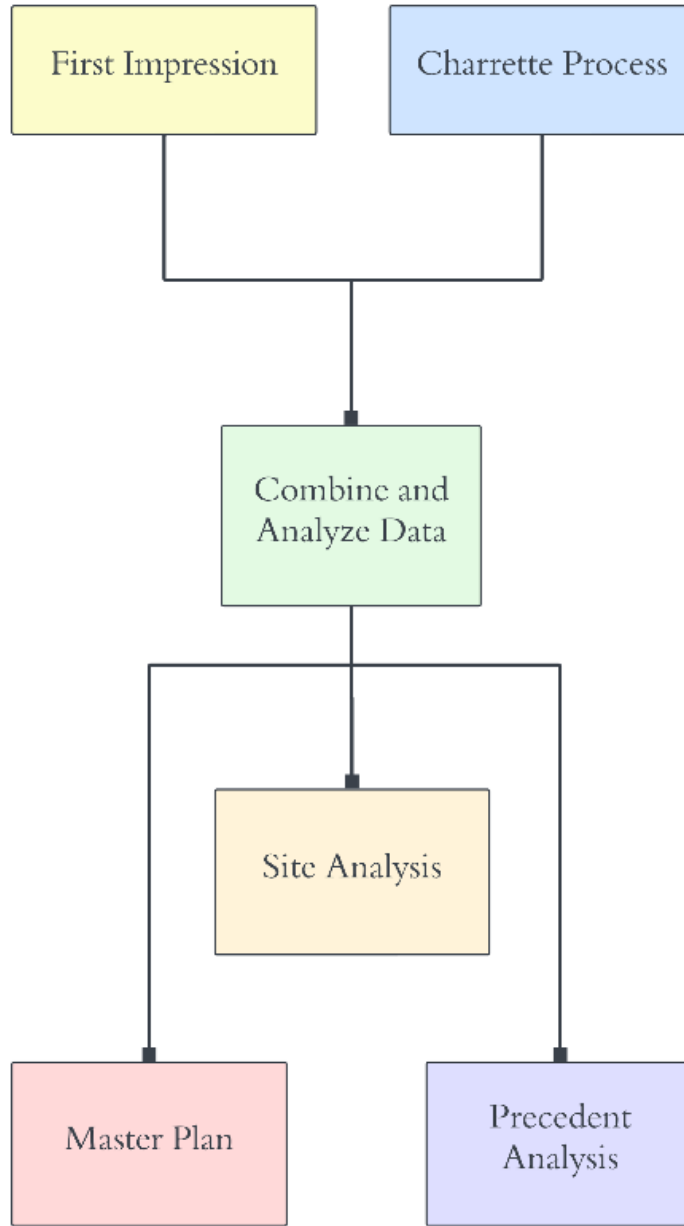 First Impression
Charrette Process
Combine and
Analyze Data
Site Analysis
Master Plan
Precedent
Analysis